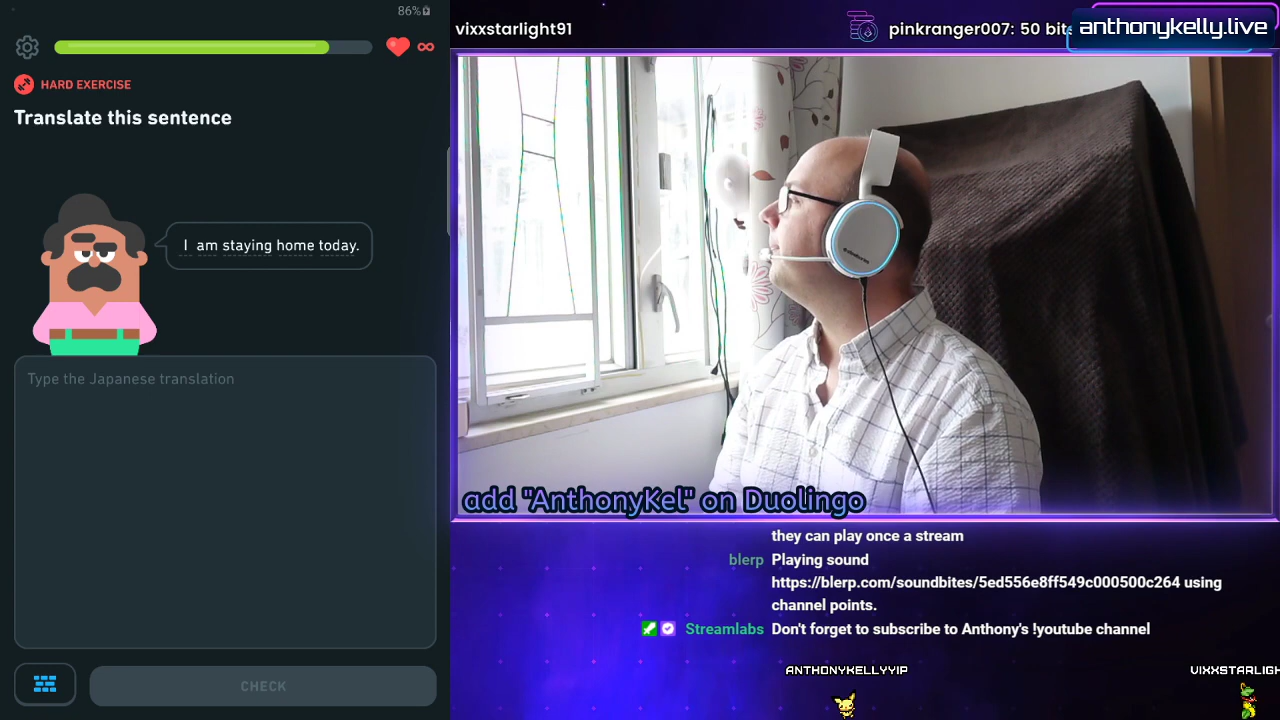 86%
HARD EXERCISE
Translate this sentence
I am staying home today.
Type the Japanese translation
CHECK
vixxstarlight91
pinkranger007: 50 bits
anthonykelly.live
add "AnthonyKel" on Duolingo
they can play once a stream
blerp Playing sound
https://blerp.com/soundbites/5ed556e8ff549c000500c264 using
channel points.
Streamlabs Don't forget to subscribe to Anthony's !youtube channel
ANTHONYKELLYYIP
VIXXSTARLIGH